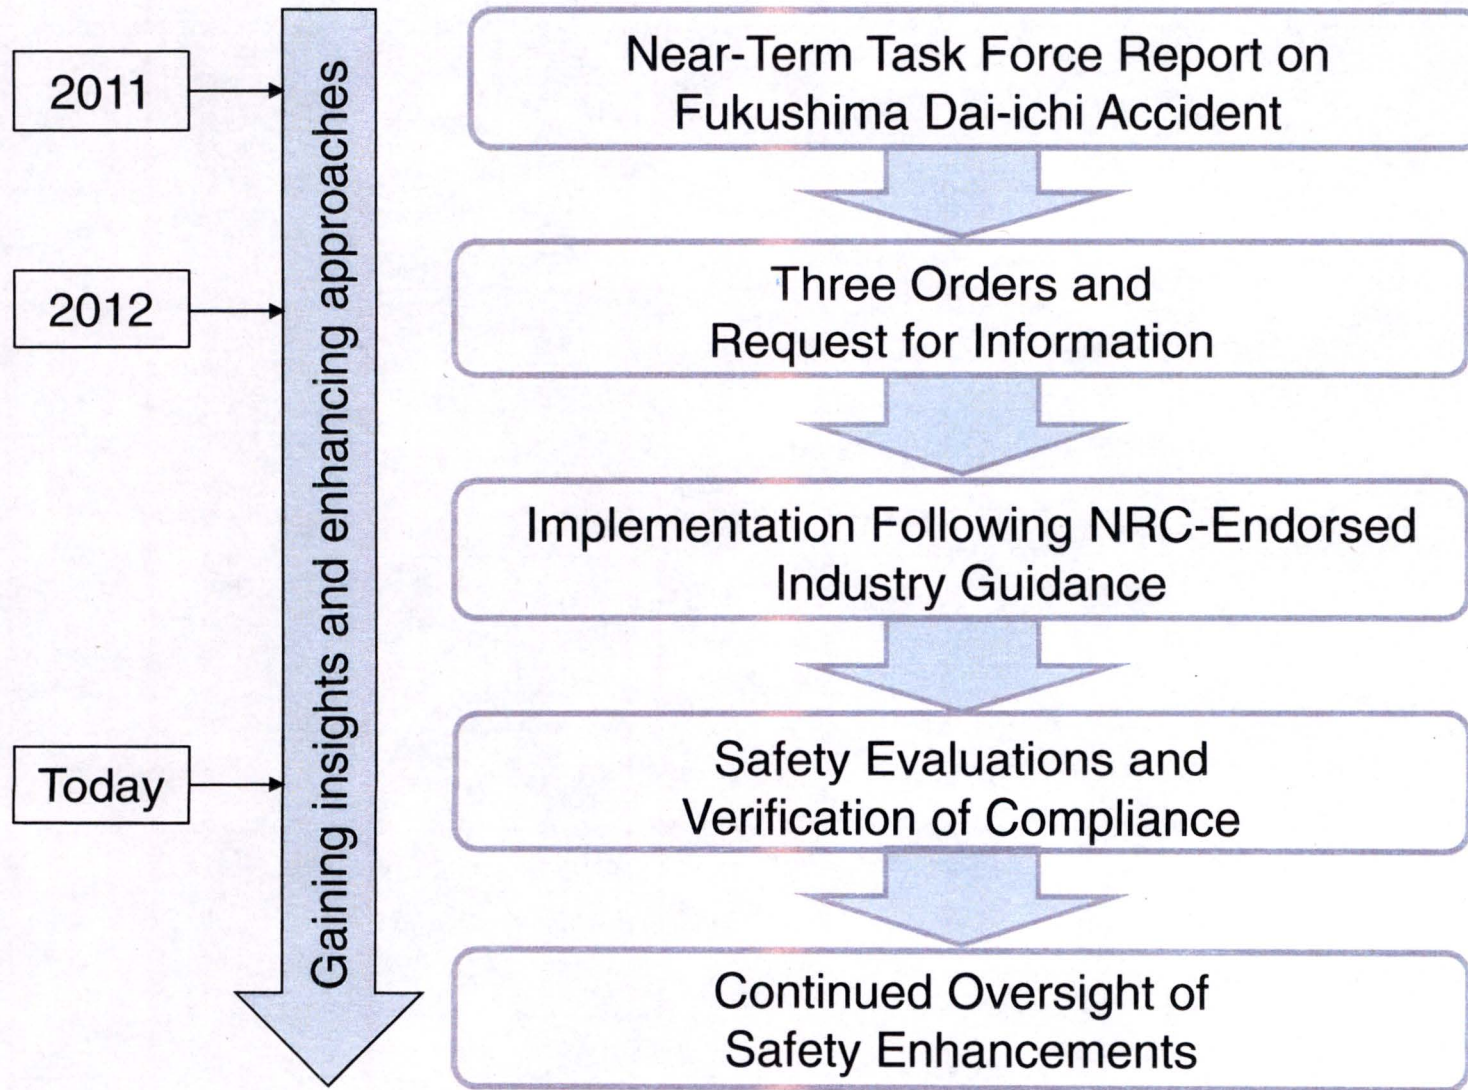 2011
Near-Term Task Force Report on
Fukushima Dai-ichi Accident
2012
Three Orders and
Request for Information
Gaining insights and enhancing approaches
Implementation Following NRC-Endorsed
Industry Guidance
Today
Safety Evaluations and
Verification of Compliance
Continued Oversight of
Safety Enhancements